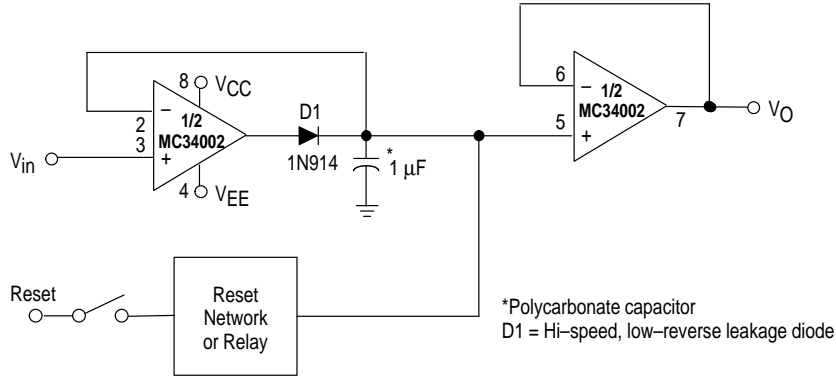 8 VCC
6
2
1/2
MC34002
D1
1/2
MC34002
7
VO
3
5
Vin
1N914
*
1 μF
4 VEE
Reset
Reset
Network
or Relay
*Polycarbonate capacitor
D1 = Hi–speed, low–reverse leakage diode